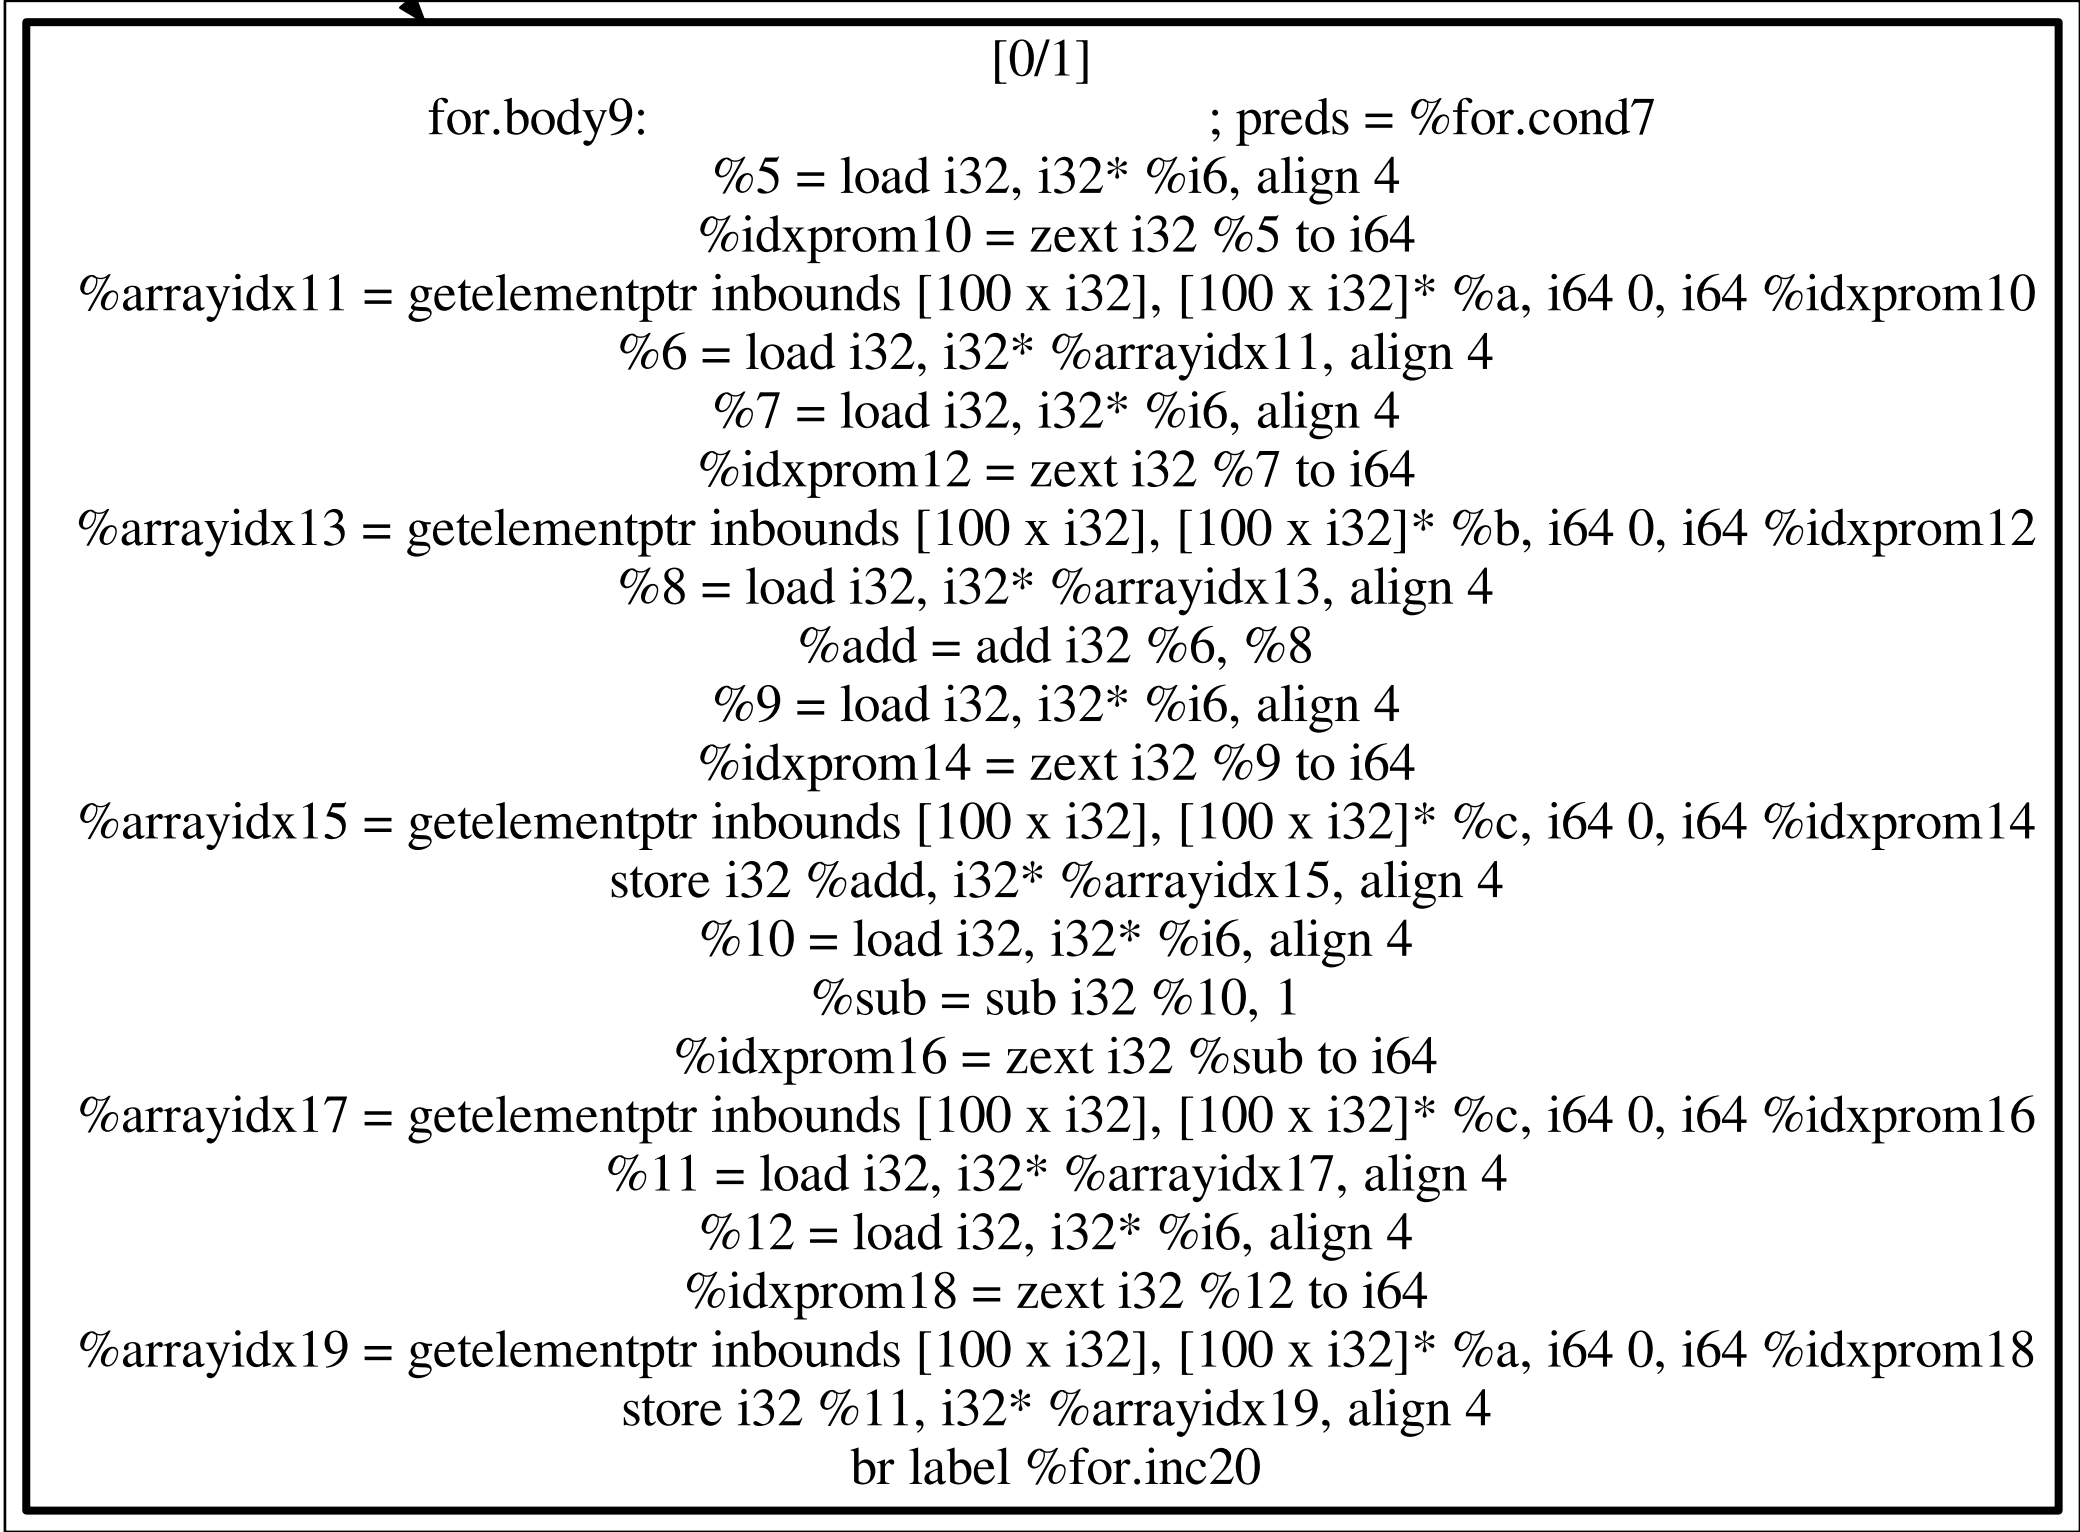 [0/1]
for.body9: ; preds = %for.cond7
%5 = load i32, i32* %i6, align 4
%idxprom10 = zext i32 %5 to i64
%arrayidx11 = getelementptr inbounds [100 x i32], [100 x i32]* %a, i64 0, i64 %idxprom10
%6 = load i32, i32* %arrayidx11, align 4
%7 = load i32, i32* %i6, align 4
%idxprom12 = zext i32 %7 to i64
%arrayidx13 = getelementptr inbounds [100 x i32], [100 x i32]* %b, i64 0, i64 %idxprom12
%8 = load i32, i32* %arrayidx13, align 4
%add = add i32 %6, %8
%9 = load i32, i32* %i6, align 4
%idxprom14 = zext i32 %9 to i64
%arrayidx15 = getelementptr inbounds [100 x i32], [100 x i32]* %c, i64 0, i64 %idxprom14
store i32 %add, i32* %arrayidx15, align 4
%10 = load i32, i32* %i6, align 4
%sub = sub i32 %10, 1
%idxprom16 = zext i32 %sub to i64
%arrayidx17 = getelementptr inbounds [100 x i32], [100 x i32]* %c, i64 0, i64 %idxprom16
%11 = load i32, i32* %arrayidx17, align 4
%12 = load i32, i32* %i6, align 4
%idxprom18 = zext i32 %12 to i64
%arrayidx19 = getelementptr inbounds [100 x i32], [100 x i32]* %a, i64 0, i64 %idxprom18
store i32 %11, i32* %arrayidx19, align 4
br label %for.inc20